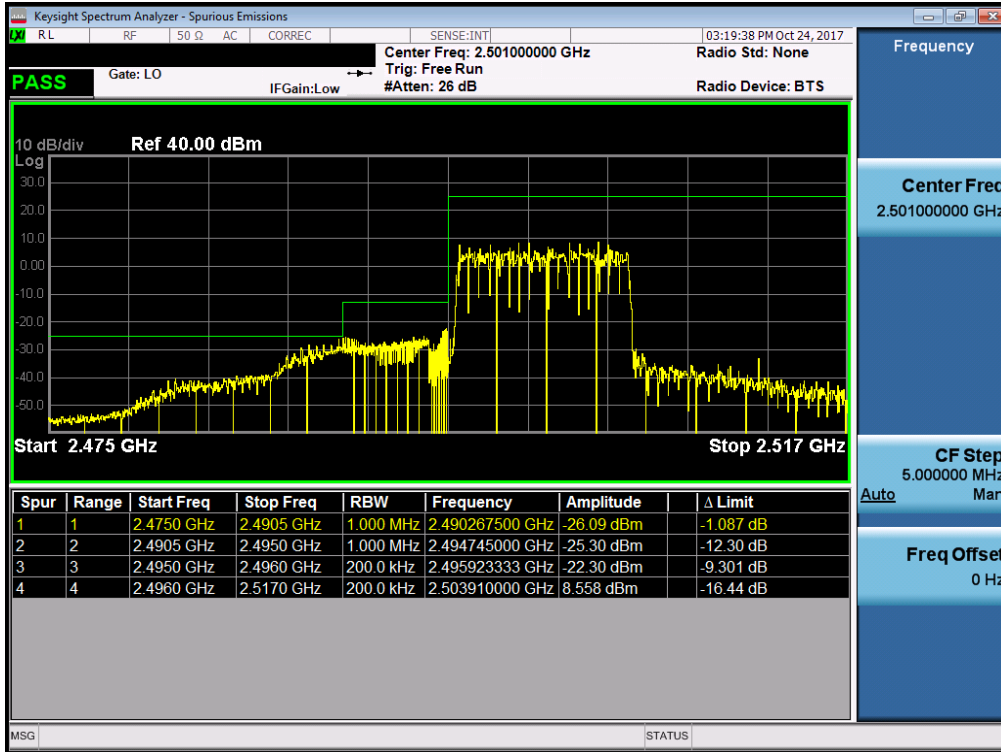 Keysight Spectrum Analyzer - Spurious Emissions
LXI RL RF 50 Ω AC CORREC SENSE:INT 03:19:38 PM Oct 24, 2017
Center Freq: 2.501000000 GHz Radio Std: None
PASS Gate: LO Trig: Free Run
IFGain:Low #Atten: 26 dB Radio Device: BTS
10 dB/div Ref 40.00 dBm
Log
30.0
20.0
10.0
0.00
-10.0
-20.0
-30.0
-40.0
-50.0
Start 2.475 GHz Stop 2.517 GHz
Spur Range Start Freq Stop Freq RBW Frequency Amplitude Δ Limit
1 1 2.4750 GHz 2.4905 GHz 1.000 MHz 2.490267500 GHz -26.09 dBm -1.087 dB
2 2 2.4905 GHz 2.4950 GHz 1.000 MHz 2.494745000 GHz -25.30 dBm -12.30 dB
3 3 2.4950 GHz 2.4960 GHz 200.0 kHz 2.495923333 GHz -22.30 dBm -9.301 dB
4 4 2.4960 GHz 2.5170 GHz 200.0 kHz 2.503910000 GHz 8.558 dBm -16.44 dB
MSG STATUS
Frequency
Center Freq
2.501000000 GHz
CF Step
5.000000 MHz
Auto Man
Freq Offset
0 Hz